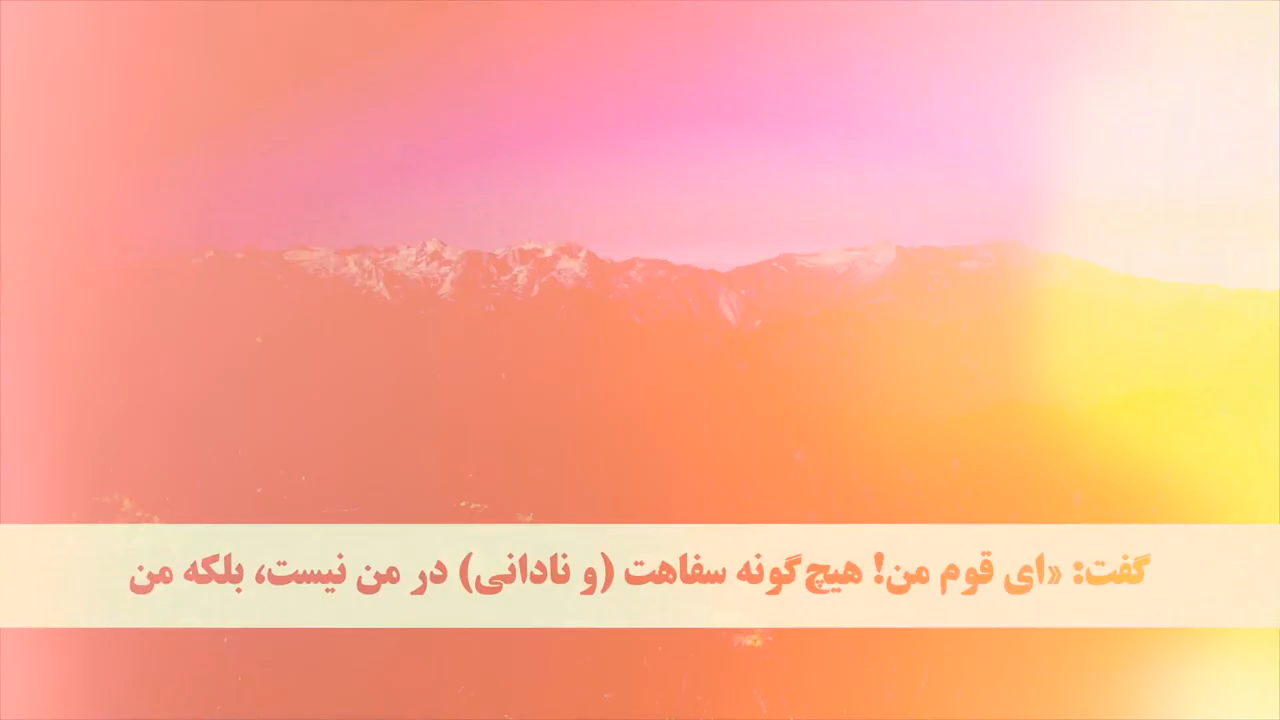 گفت: «ای قوم من! هیچ‌گونه سفاهت (و نادانی) در من نیست، بلکه من